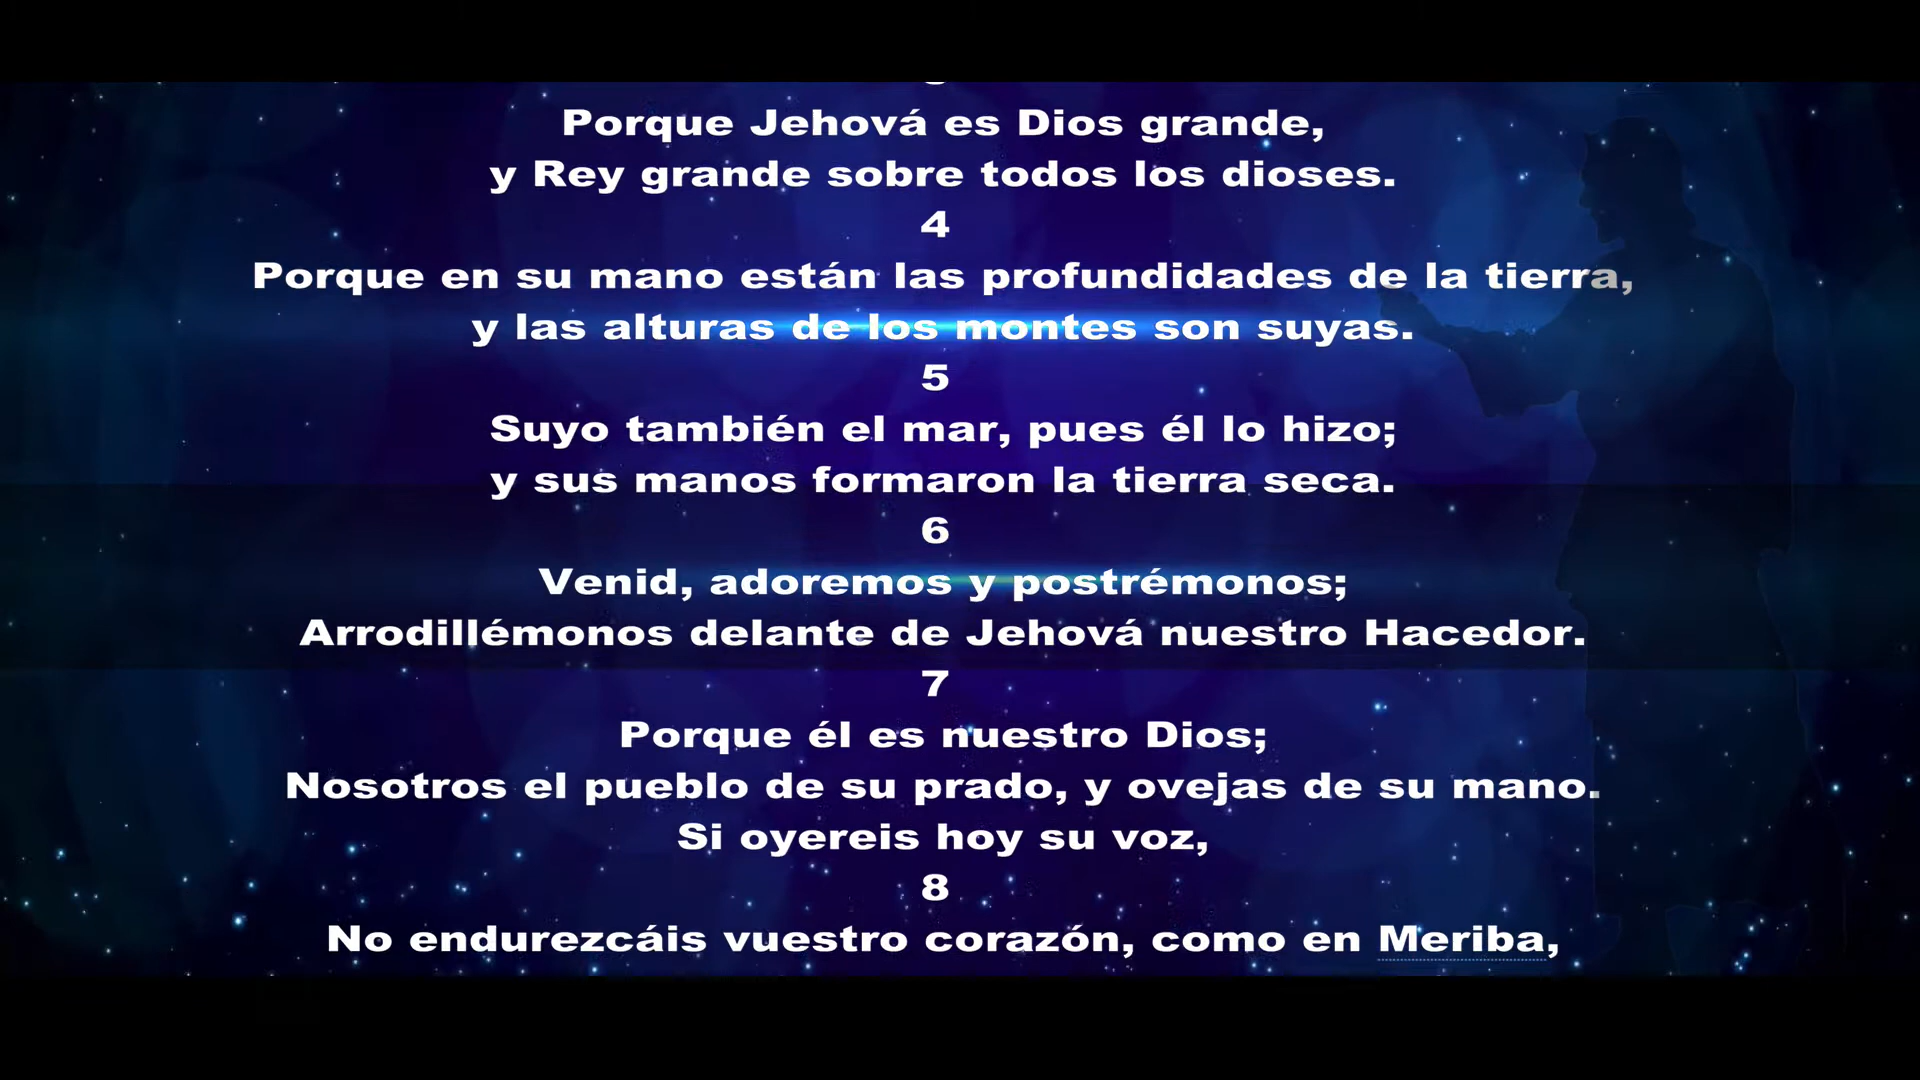 Porque Jehová es Dios grande,
y Rey grande sobre todos los dioses.
4
Porque en su mano están las profundidades de la tierra,
y las alturas de los montes son suyas.
5
Suyo también el mar, pues él lo hizo;
y sus manos formaron la tierra seca.
6
Venid, adoremos y postrémonos;
Arrodillémonos delante de Jehová nuestro Hacedor.
7
Porque él es nuestro Dios;
Nosotros el pueblo de su prado, y ovejas de su mano.
Si oyereis hoy su voz,
8
No endurezcáis vuestro corazón, como en Meriba,